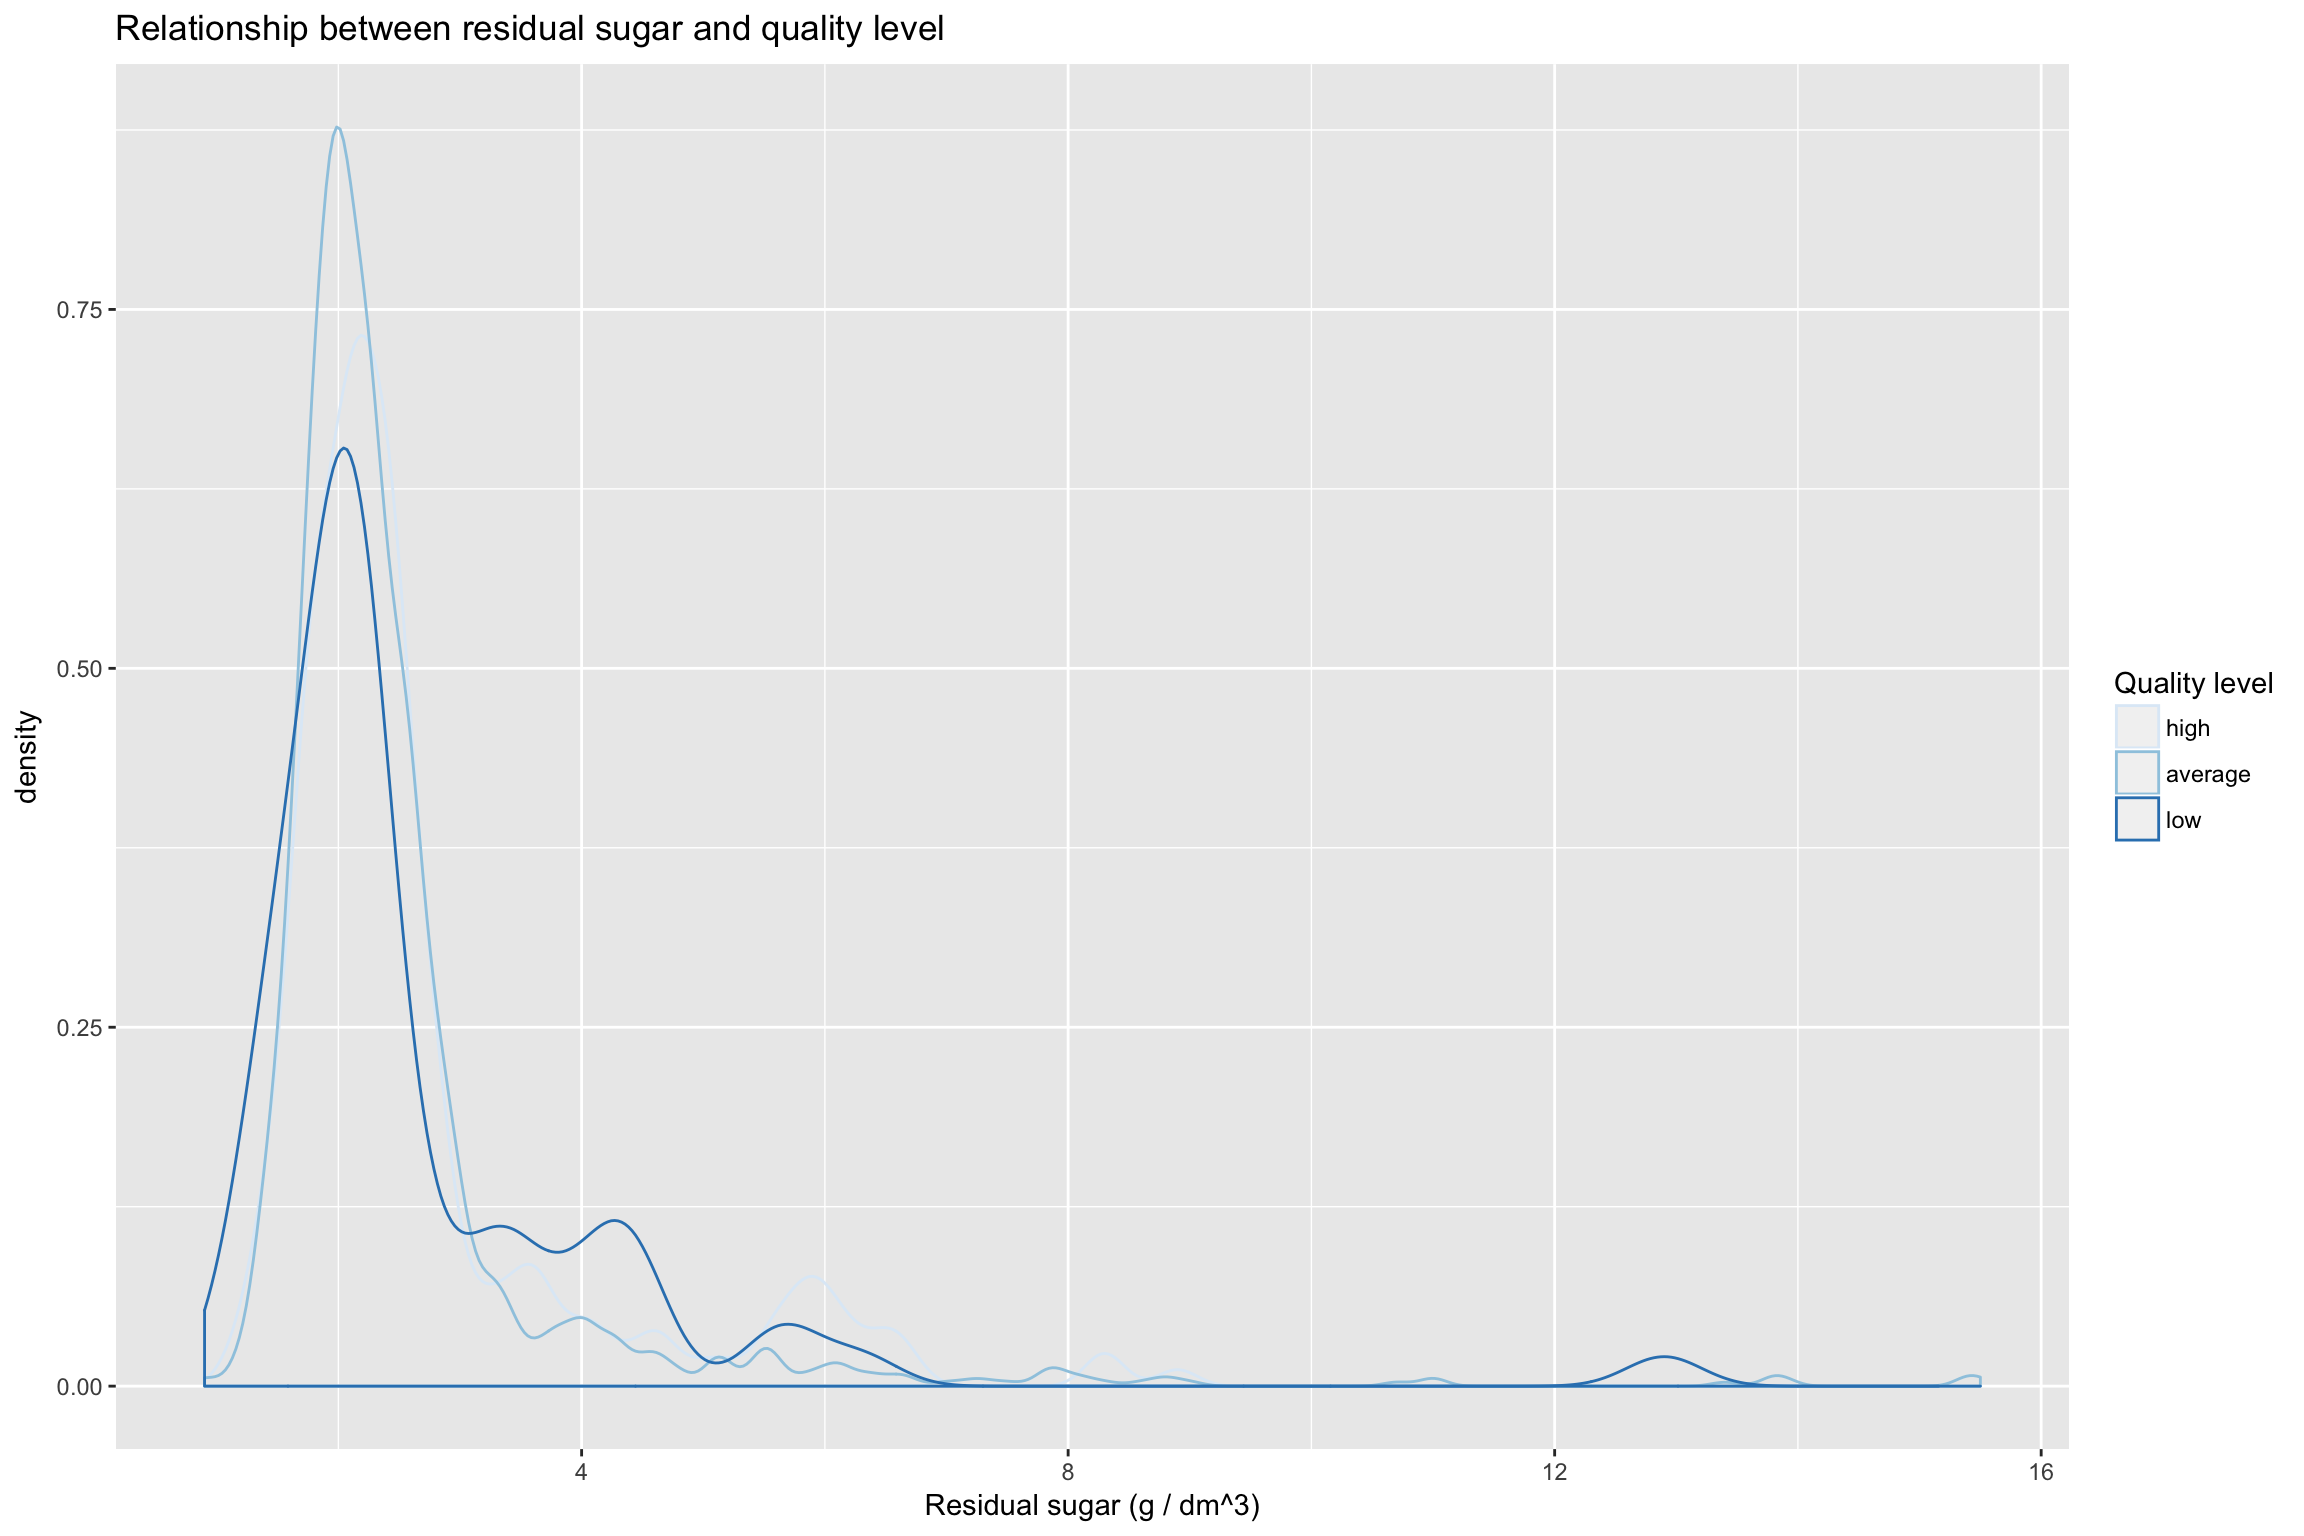 Relationship between residual sugar and quality level
density
0.75
0.50
0.25
0.00
4
8
12
16
Residual sugar (g / dm^3)
Quality level
high
average
low